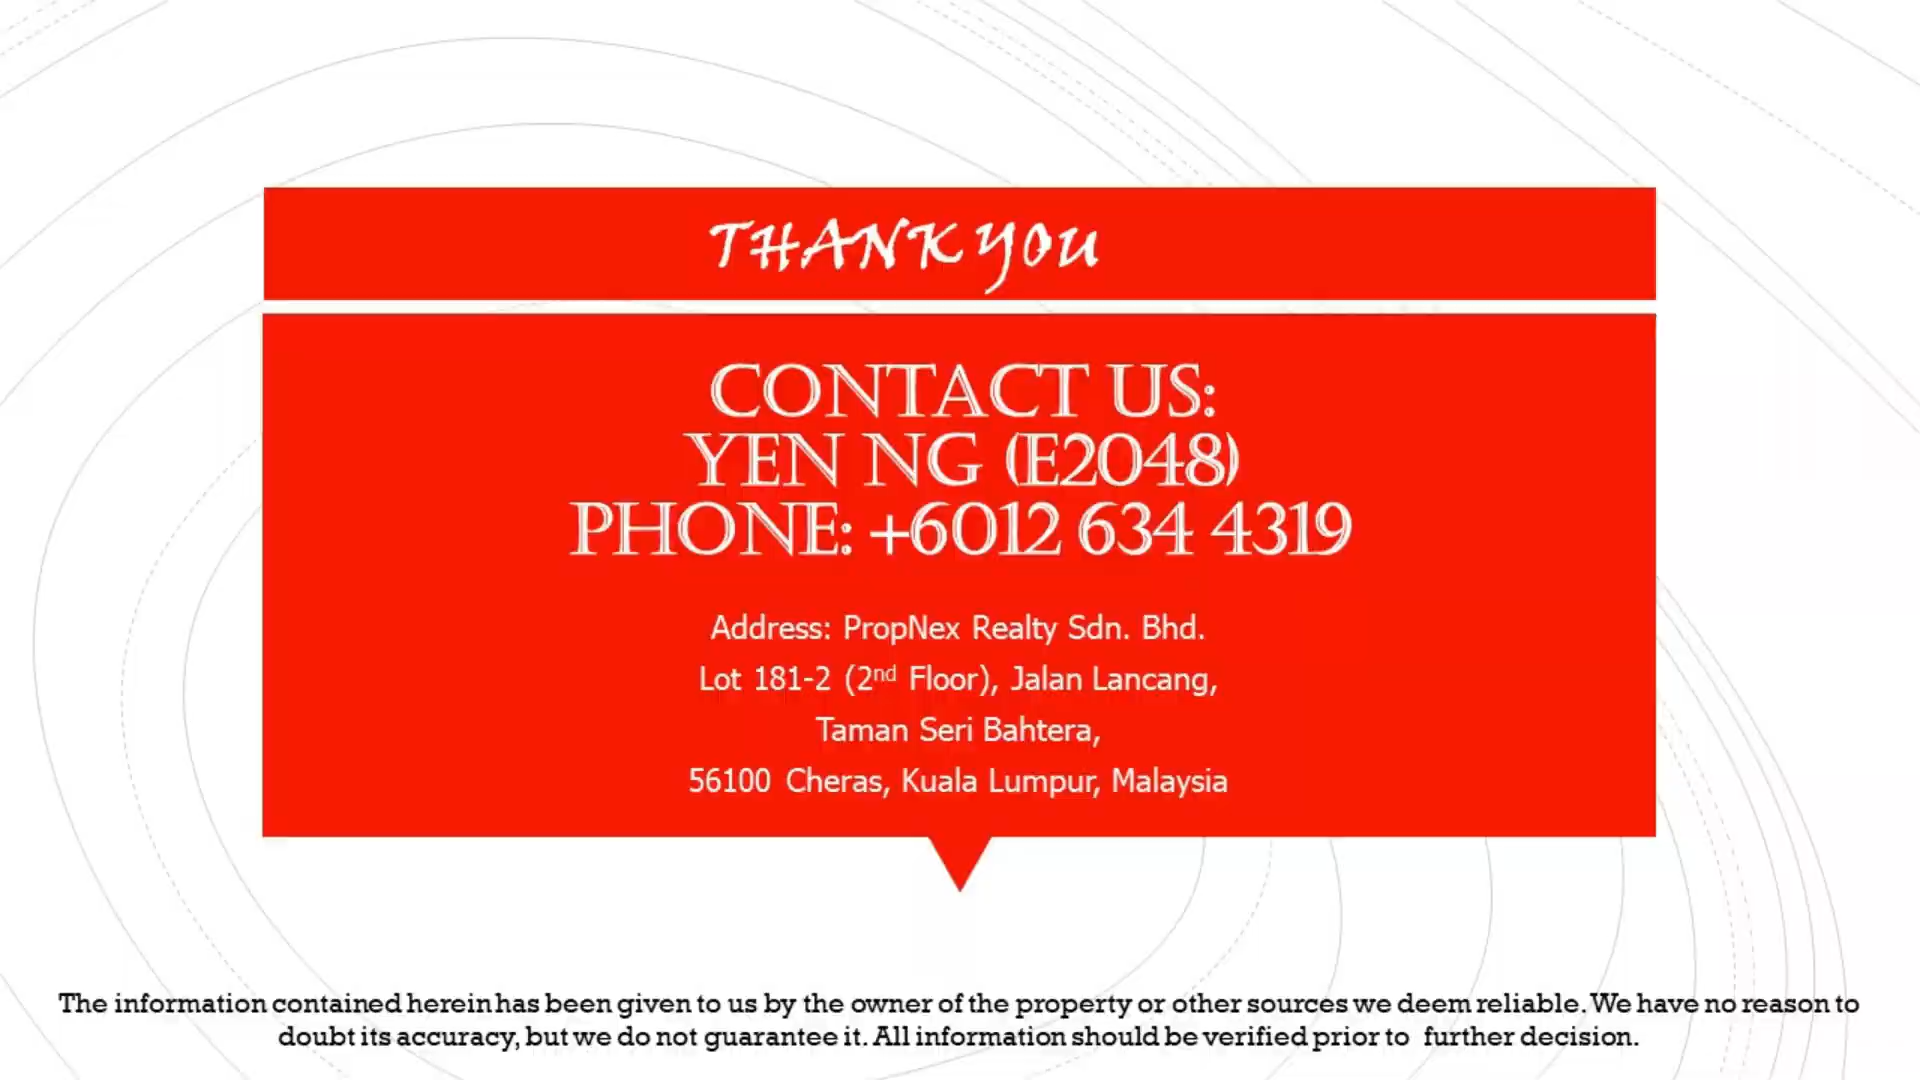 THANK YOU
CONTACT US:
YEN NG (E2048)
PHONE: +6012 634 4319
Address: PropNex Realty Sdn. Bhd.
Lot 181-2 (2nd Floor), Jalan Lancang,
Taman Seri Bahtera,
56100 Cheras, Kuala Lumpur, Malaysia
The information contained herein has been given to us by the owner of the property or other sources we deem reliable. We have no reason to
doubt its accuracy, but we do not guarantee it. All information should be verified prior to further decision.